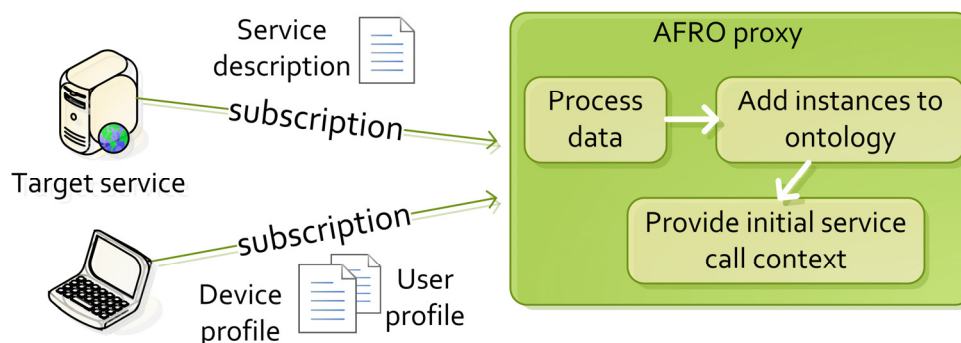 Service
description
subscription
Target service
subscription
Device
profile
User
profile
AFRO proxy
Process
data
Add instances to
ontology
Provide initial service
call context